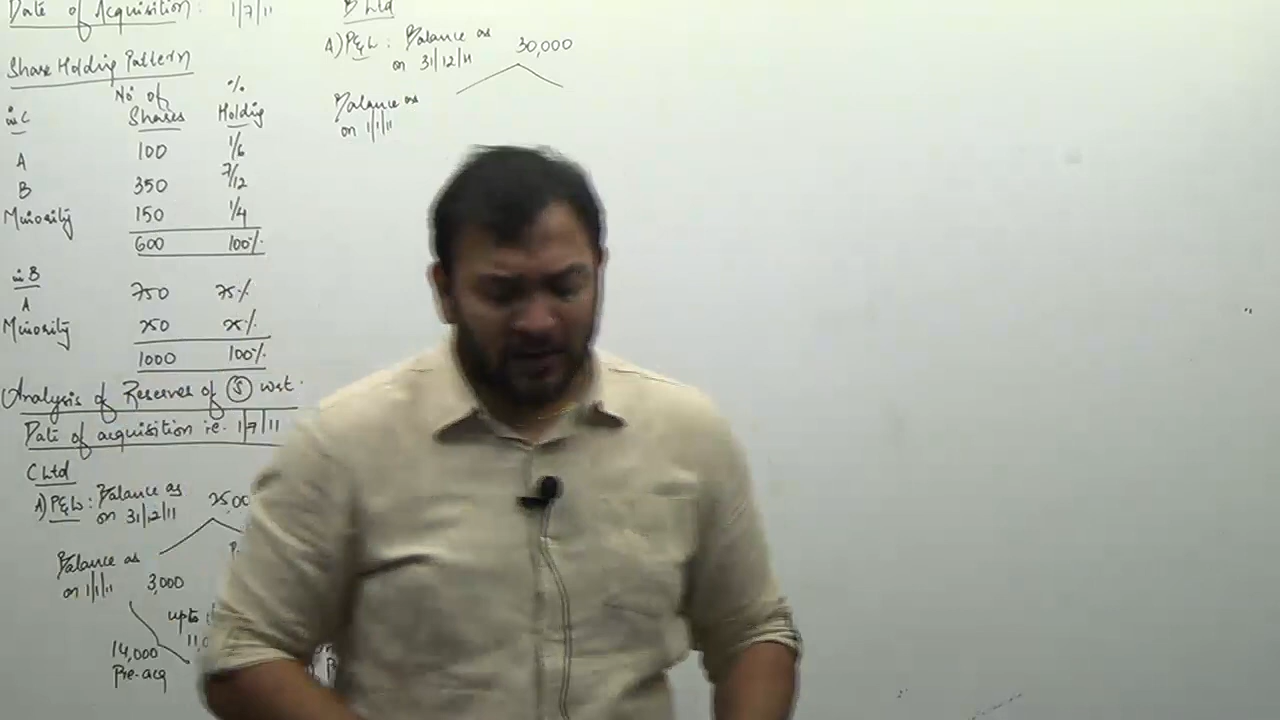 Date of Acquisition : 1/7/11
Share Holding Pattern
in C No of Shares % Holding
A 100 1/6
B 350 7/12
Minority 150 1/4
600 100%
in B
A 750 75%
Minority 250 25%
1000 100%
Analysis of Reserves of (S) wrt.
Date of acquisition i.e. 1/7/11
C Ltd
A) P&L : Balance as
on 31/12/11
Balance as
on 1/1/11 3,000
upto
14,000
Pre-acq
B Ltd
A) P&L : Balance as 30,000
on 31/12/11
Balance as
on 1/1/11